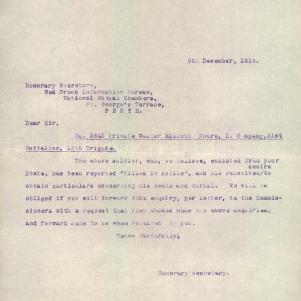 8th December, 1916.
Honorary Secretary,
Red Cross Information Bureau,
National Mutual Chambers,
St. George's Terrace,
PERTH.
Dear Sir,
No. Private Walter Elliott Moore, D. Company, 51st
Battalion, 13th Brigade.
The above soldier, who, we believe, enlisted from your
desire
State, has been reported "Killed in Action", and his relatives/to
obtain particulars concerning his death and burial. We will be
obliged if you will forward this enquiry, per letter, to the Commis-
sioners with a request that they should make the above enquiries,
and forward same to me when received by you.
Yours faithfully,
Honorary Secretary.